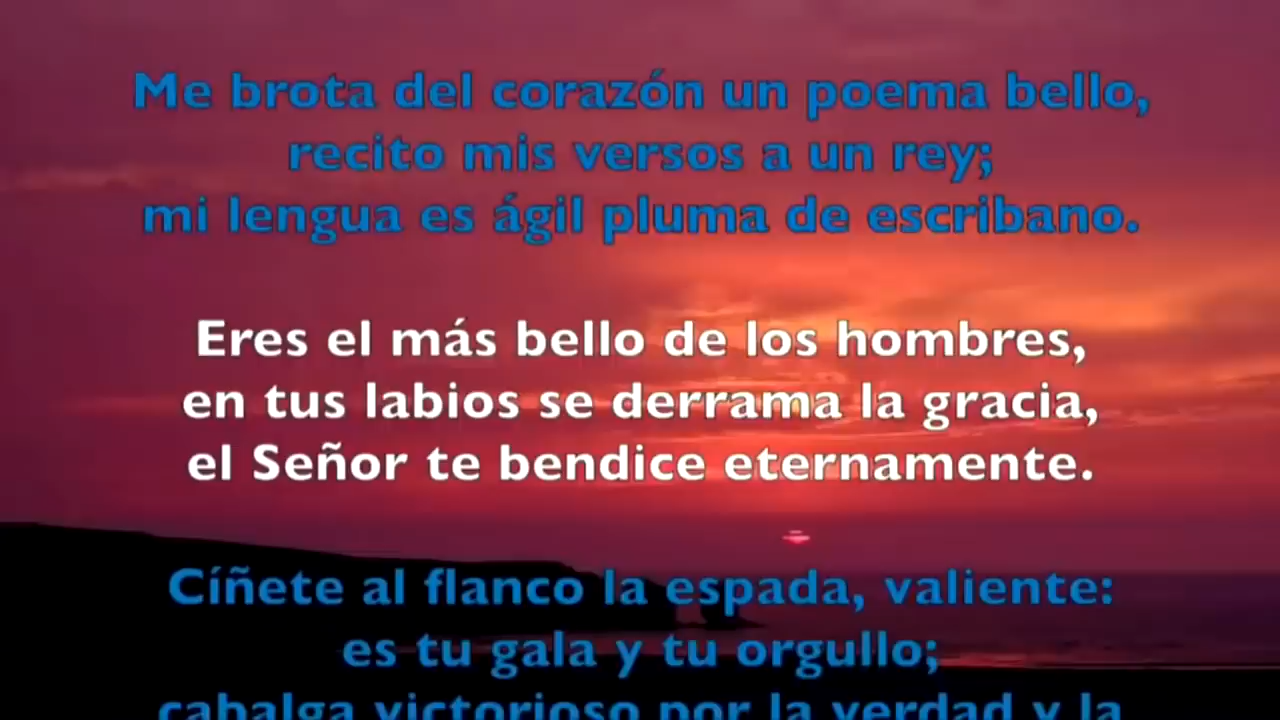 Me brota del corazón un poema bello,
recito mis versos a un rey;
mi lengua es ágil pluma de escribano.
Eres el más bello de los hombres,
en tus labios se derrama la gracia,
el Señor te bendice eternamente.
Cíñete al flanco la espada, valiente:
es tu gala y tu orgullo;
cabalga victorioso por la verdad y la